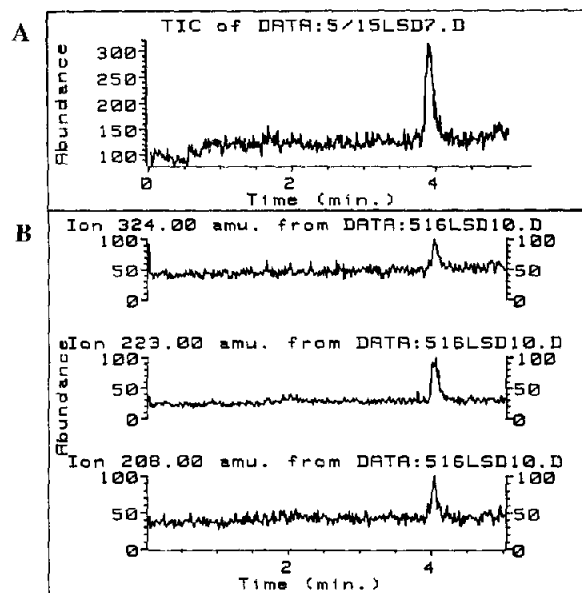 A
TIC of DATA:5/15LSD7.D
Abundance
300
250
200
150
100
0
2
4
Time (min.)
B
Ion 324.00 amu. from DATA:516LSD10.D
100
50
0
100
50
0
Ion 223.00 amu. from DATA:516LSD10.D
Abundance
100
50
0
100
50
0
Ion 208.00 amu. from DATA:516LSD10.D
100
50
0
100
50
0
2
4
Time (min.)